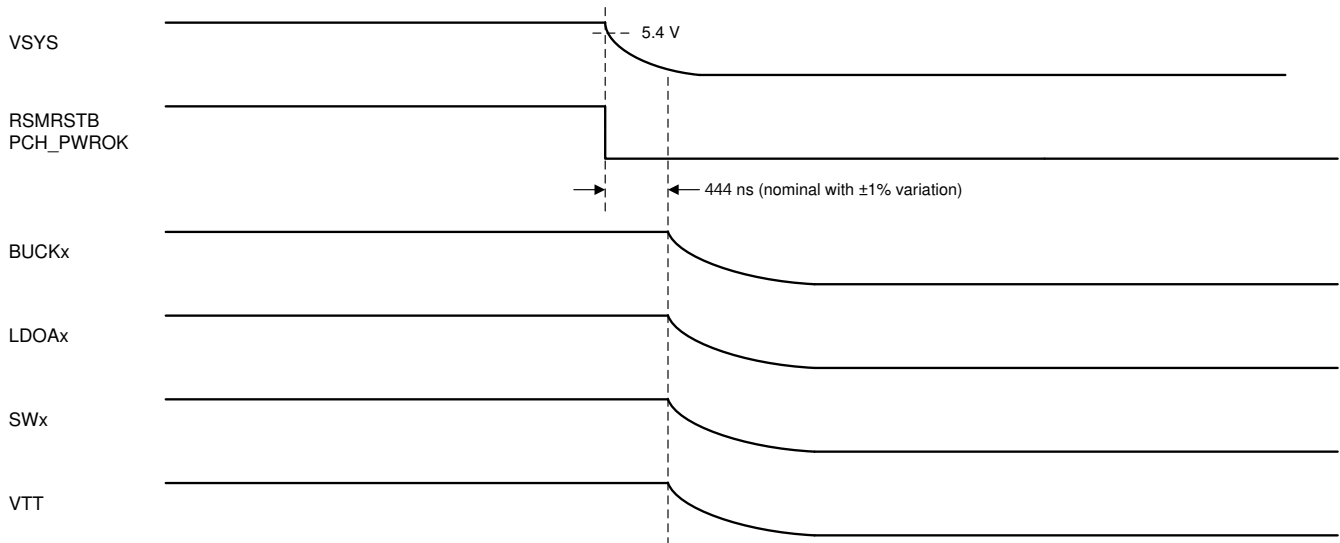 VSYS
5.4 V
RSMRSTB
PCH_PWROK
444 ns (nominal with ±1% variation)
BUCKx
LDOAx
SWx
VTT